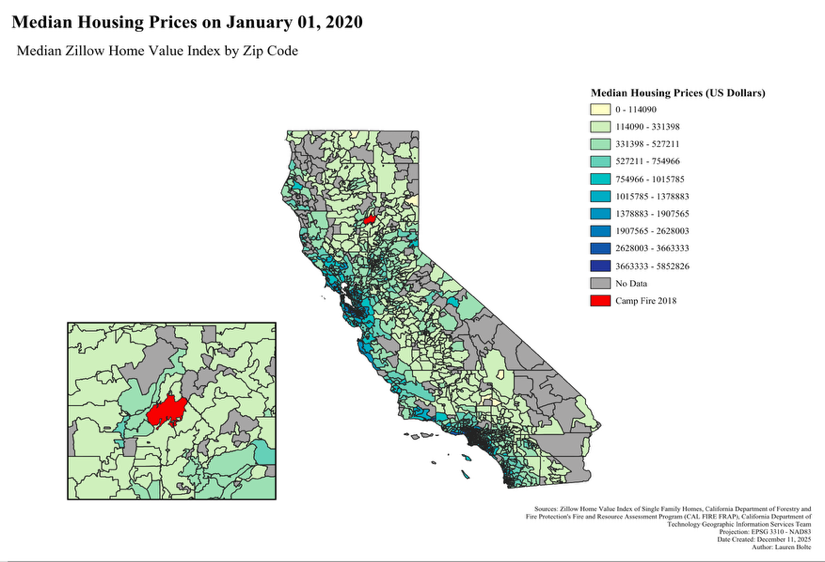 Median Housing Prices on January 01, 2020
Median Zillow Home Value Index by Zip Code
Median Housing Prices (US Dollars)
0 - 114090
114090 - 331398
331398 - 527211
527211 - 754966
754966 - 1015785
1015785 - 1378883
1378883 - 1907565
1907565 - 2628003
2628003 - 3663333
3663333 - 5852826
No Data
Camp Fire 2018
Sources: Zillow Home Value Index of Single Family Homes, California Department of Forestry and
Fire Protection's Fire and Resource Assessment Program (CAL FIRE FRAP), California Department of
Technology Geographic Information Services Team
Projection: EPSG 3310 - NAD83
Date Created: December 11, 2025
Author: Lauren Bolte